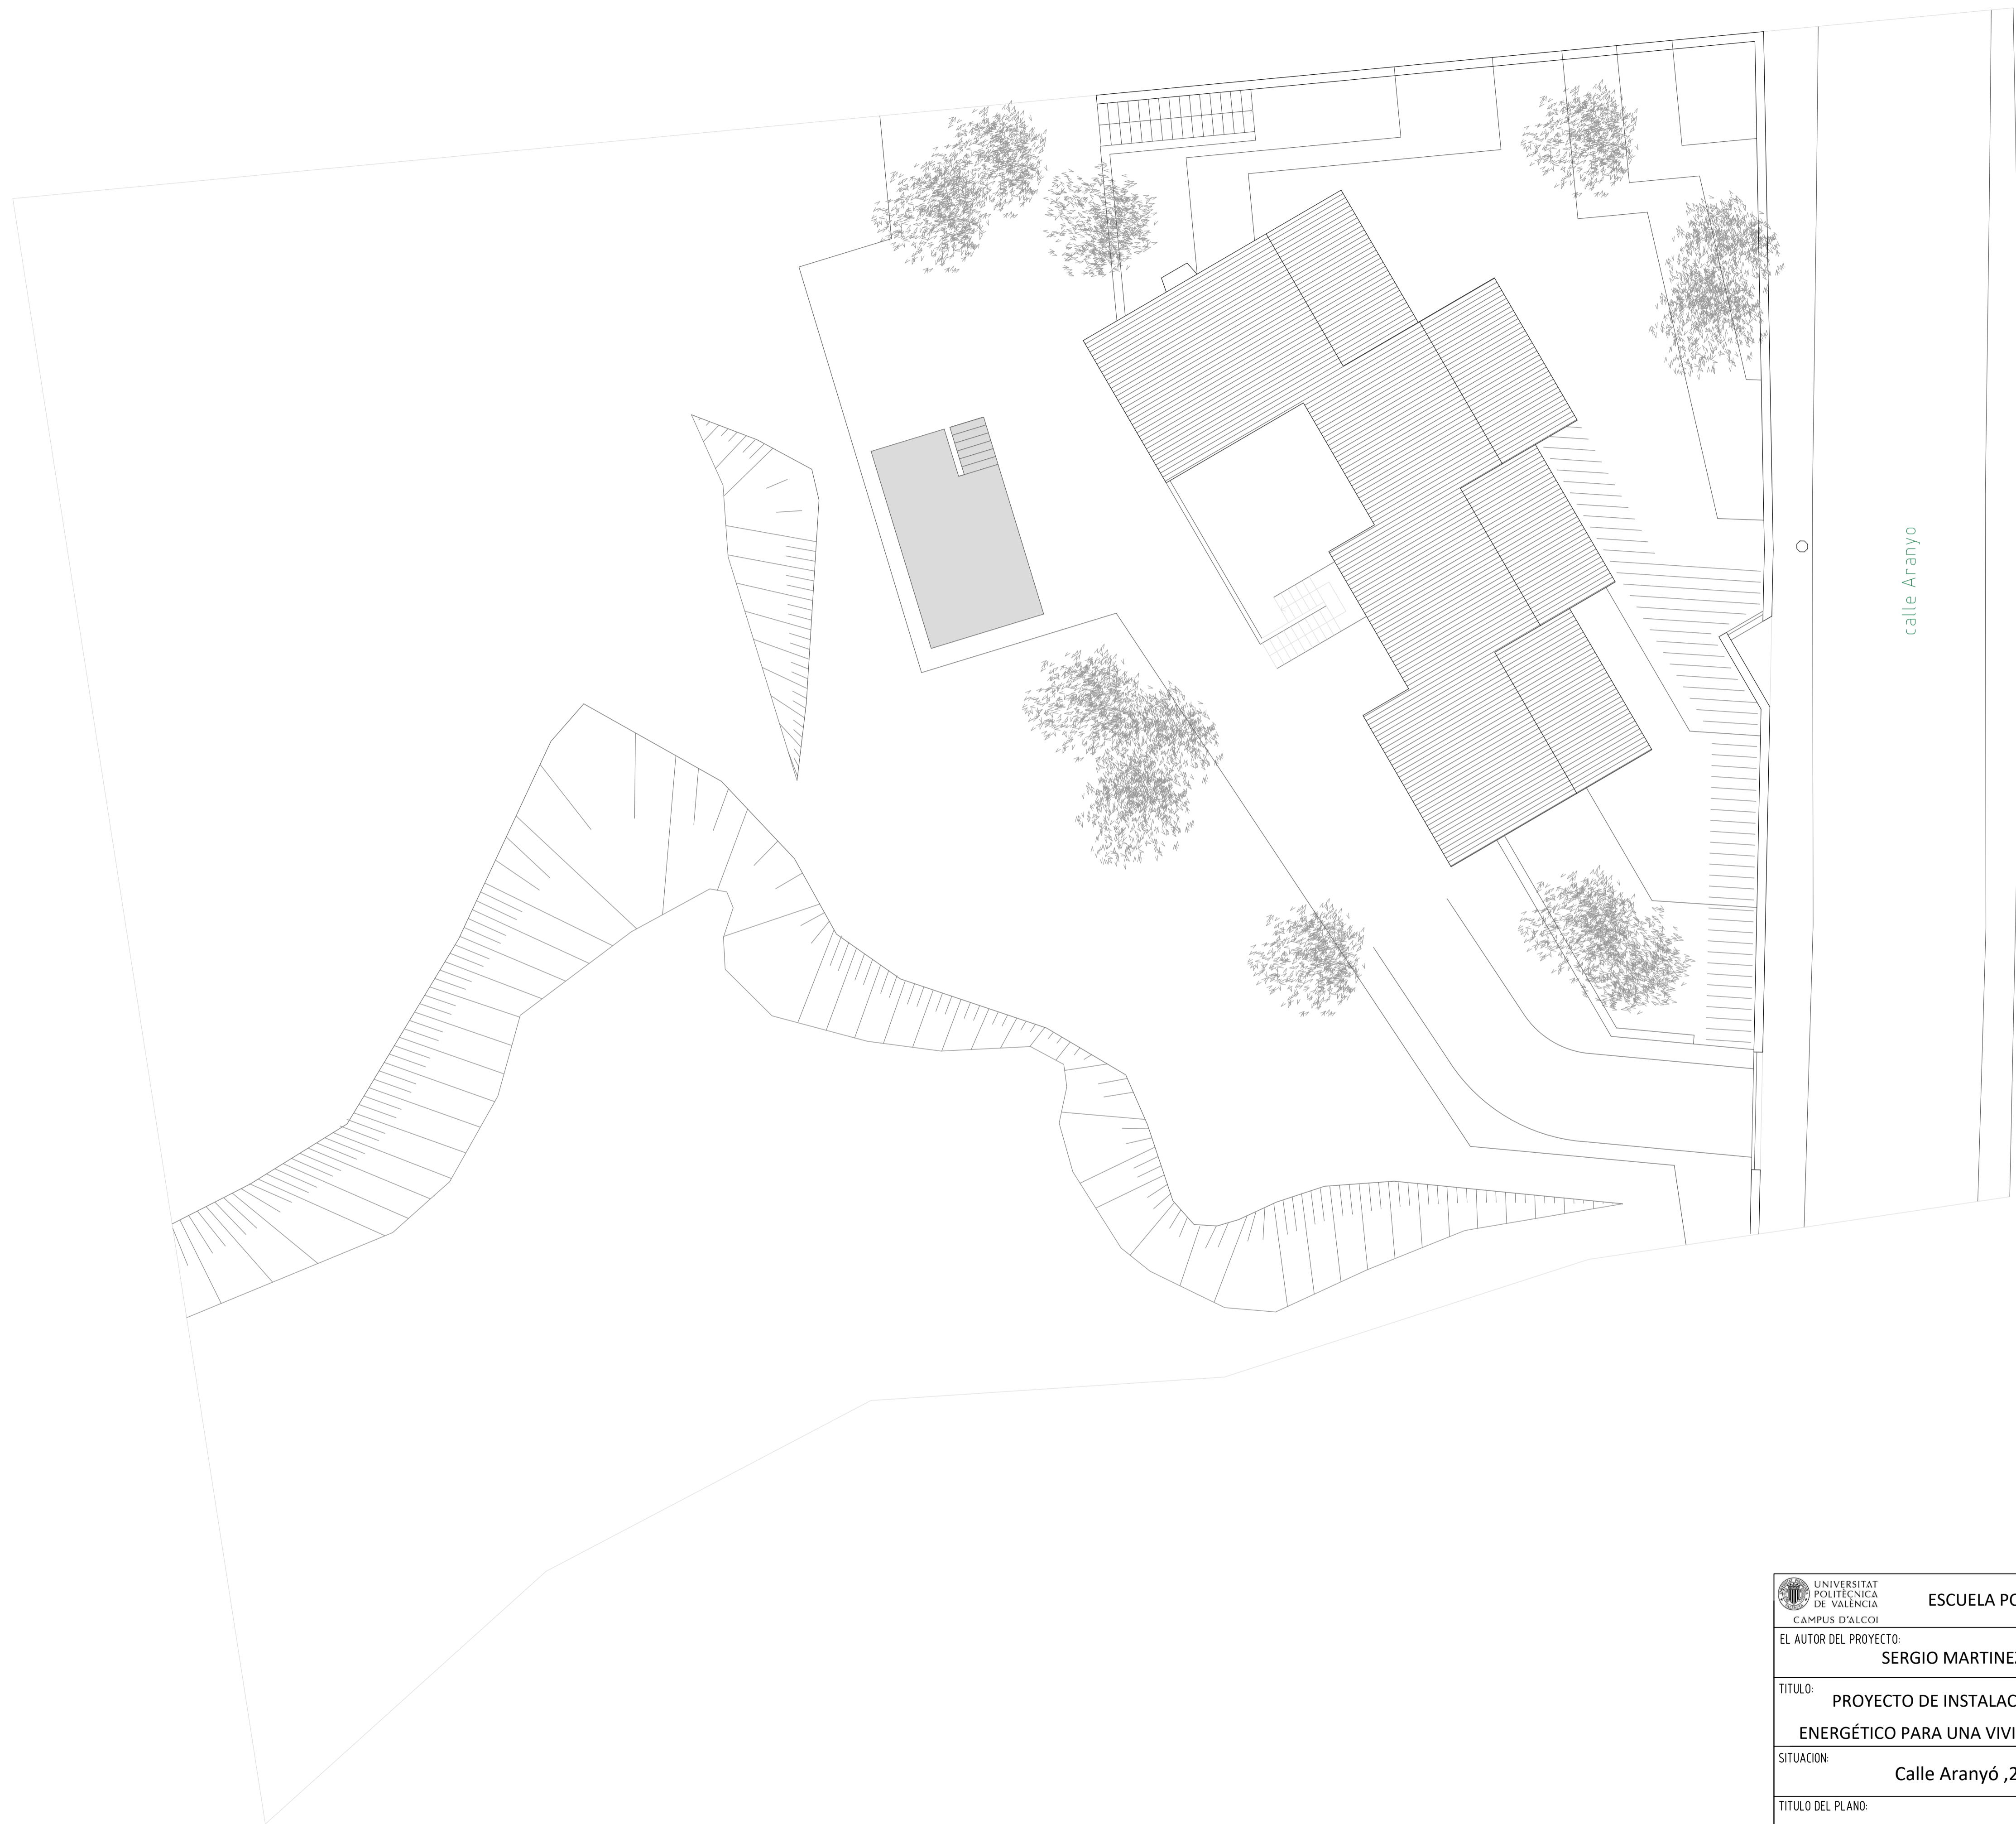 calle Aranyo
UNIVERSITAT
POLITÈCNICA
DE VALÈNCIA
CAMPUS D'ALCOI
ESCUELA PO
EL AUTOR DEL PROYECTO:
SERGIO MARTINEZ
TITULO:
PROYECTO DE INSTALAC
ENERGÉTICO PARA UNA VIVI
SITUACION:
Calle Aranyó ,2
TITULO DEL PLANO: